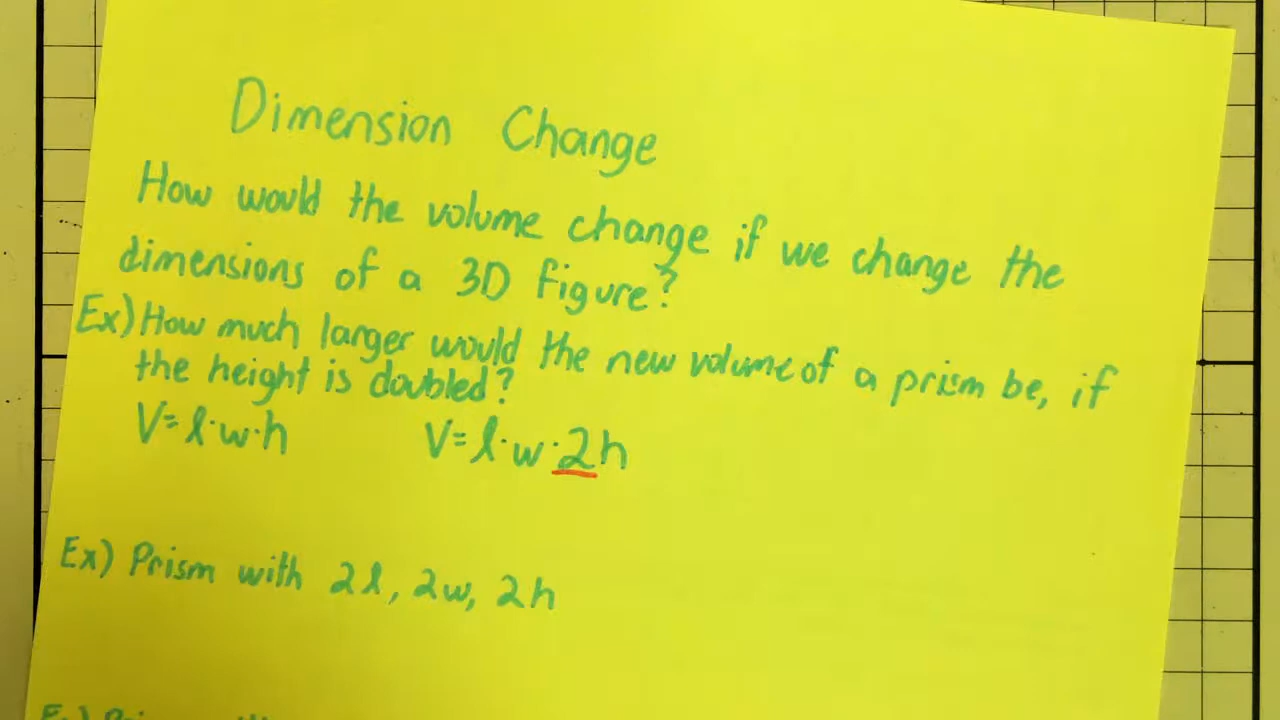 Dimension Change
How would the volume change if we change the
dimensions of a 3D figure?
Ex) How much larger would the new volume of a prism be, if
the height is doubled?
V=l·w·h V=l·w·2h
Ex) Prism with 2l, 2w, 2h